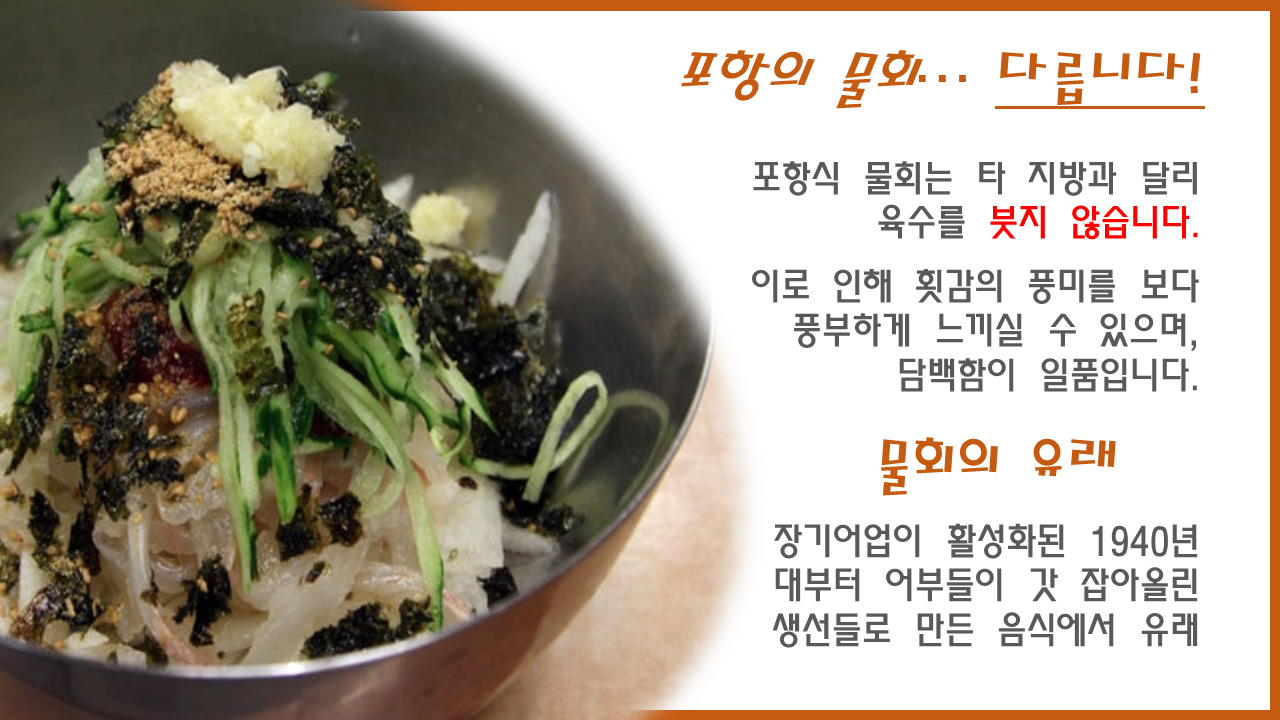 포항의 물회... 다릅니다!
포항식 물회는 타 지방과 달리
육수를 붓지 않습니다.
이로 인해 횟감의 풍미를 보다
풍부하게 느끼실 수 있으며,
담백함이 일품입니다.
물회의 유래
장기어업이 활성화된 1940년
대부터 어부들이 갓 잡아올린
생선들로 만든 음식에서 유래